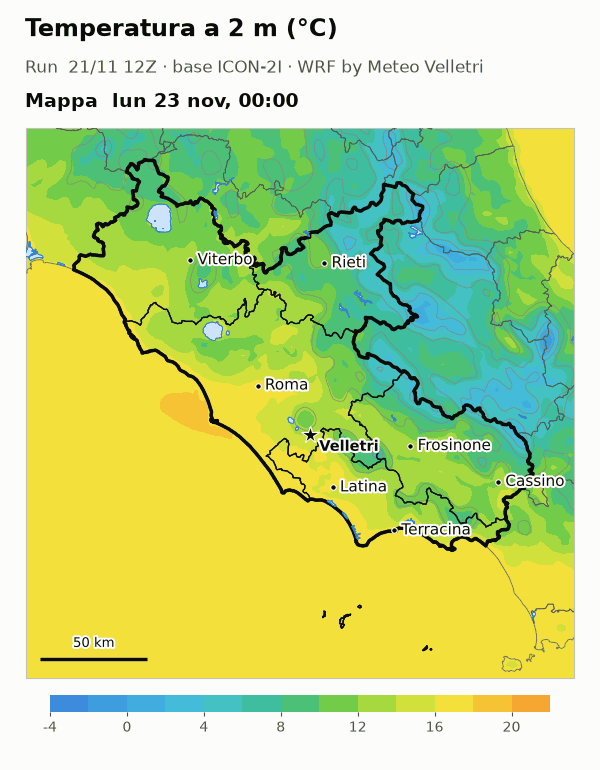 Temperatura a 2 m (°C)
Run  21/11 12Z · base ICON-2I · WRF by Meteo Velletri
Mappa  lun 23 nov, 00:00
Viterbo
Rieti
Roma
Velletri
Frosinone
Latina
Cassino
Terracina
50 km
-4 0 4 8 12 16 20